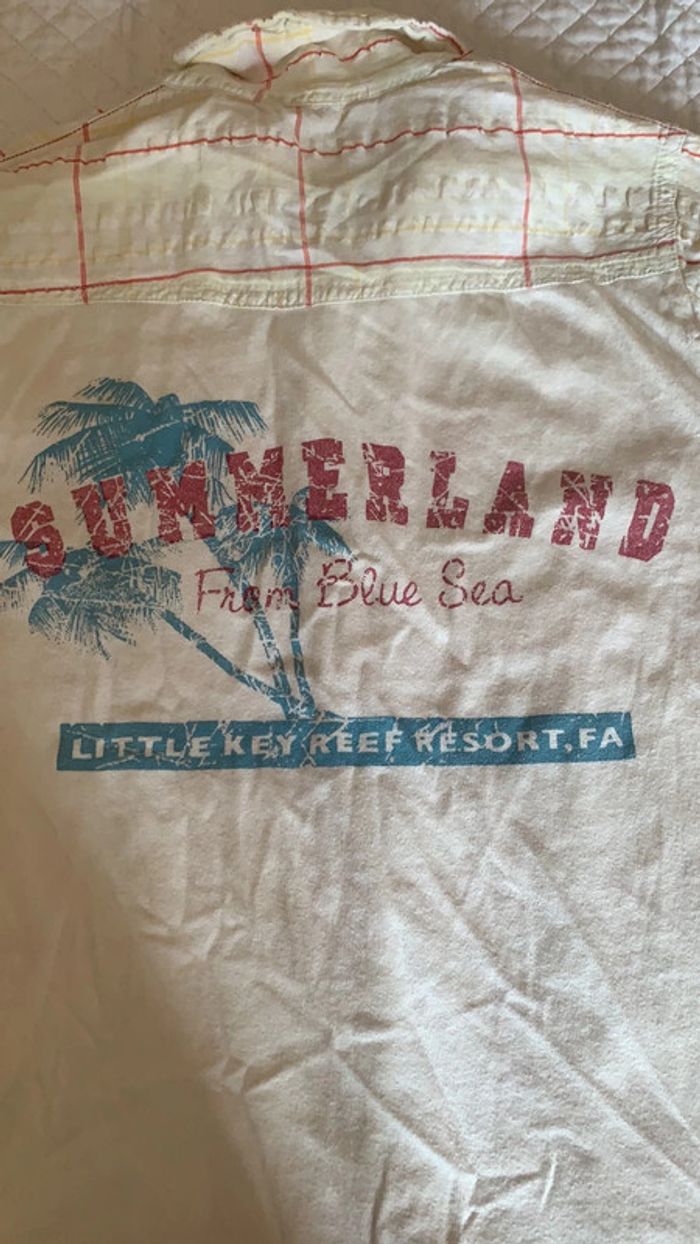 SUMMERLAND
From Blue Sea
LITTLE KEY REEF RESORT, FA